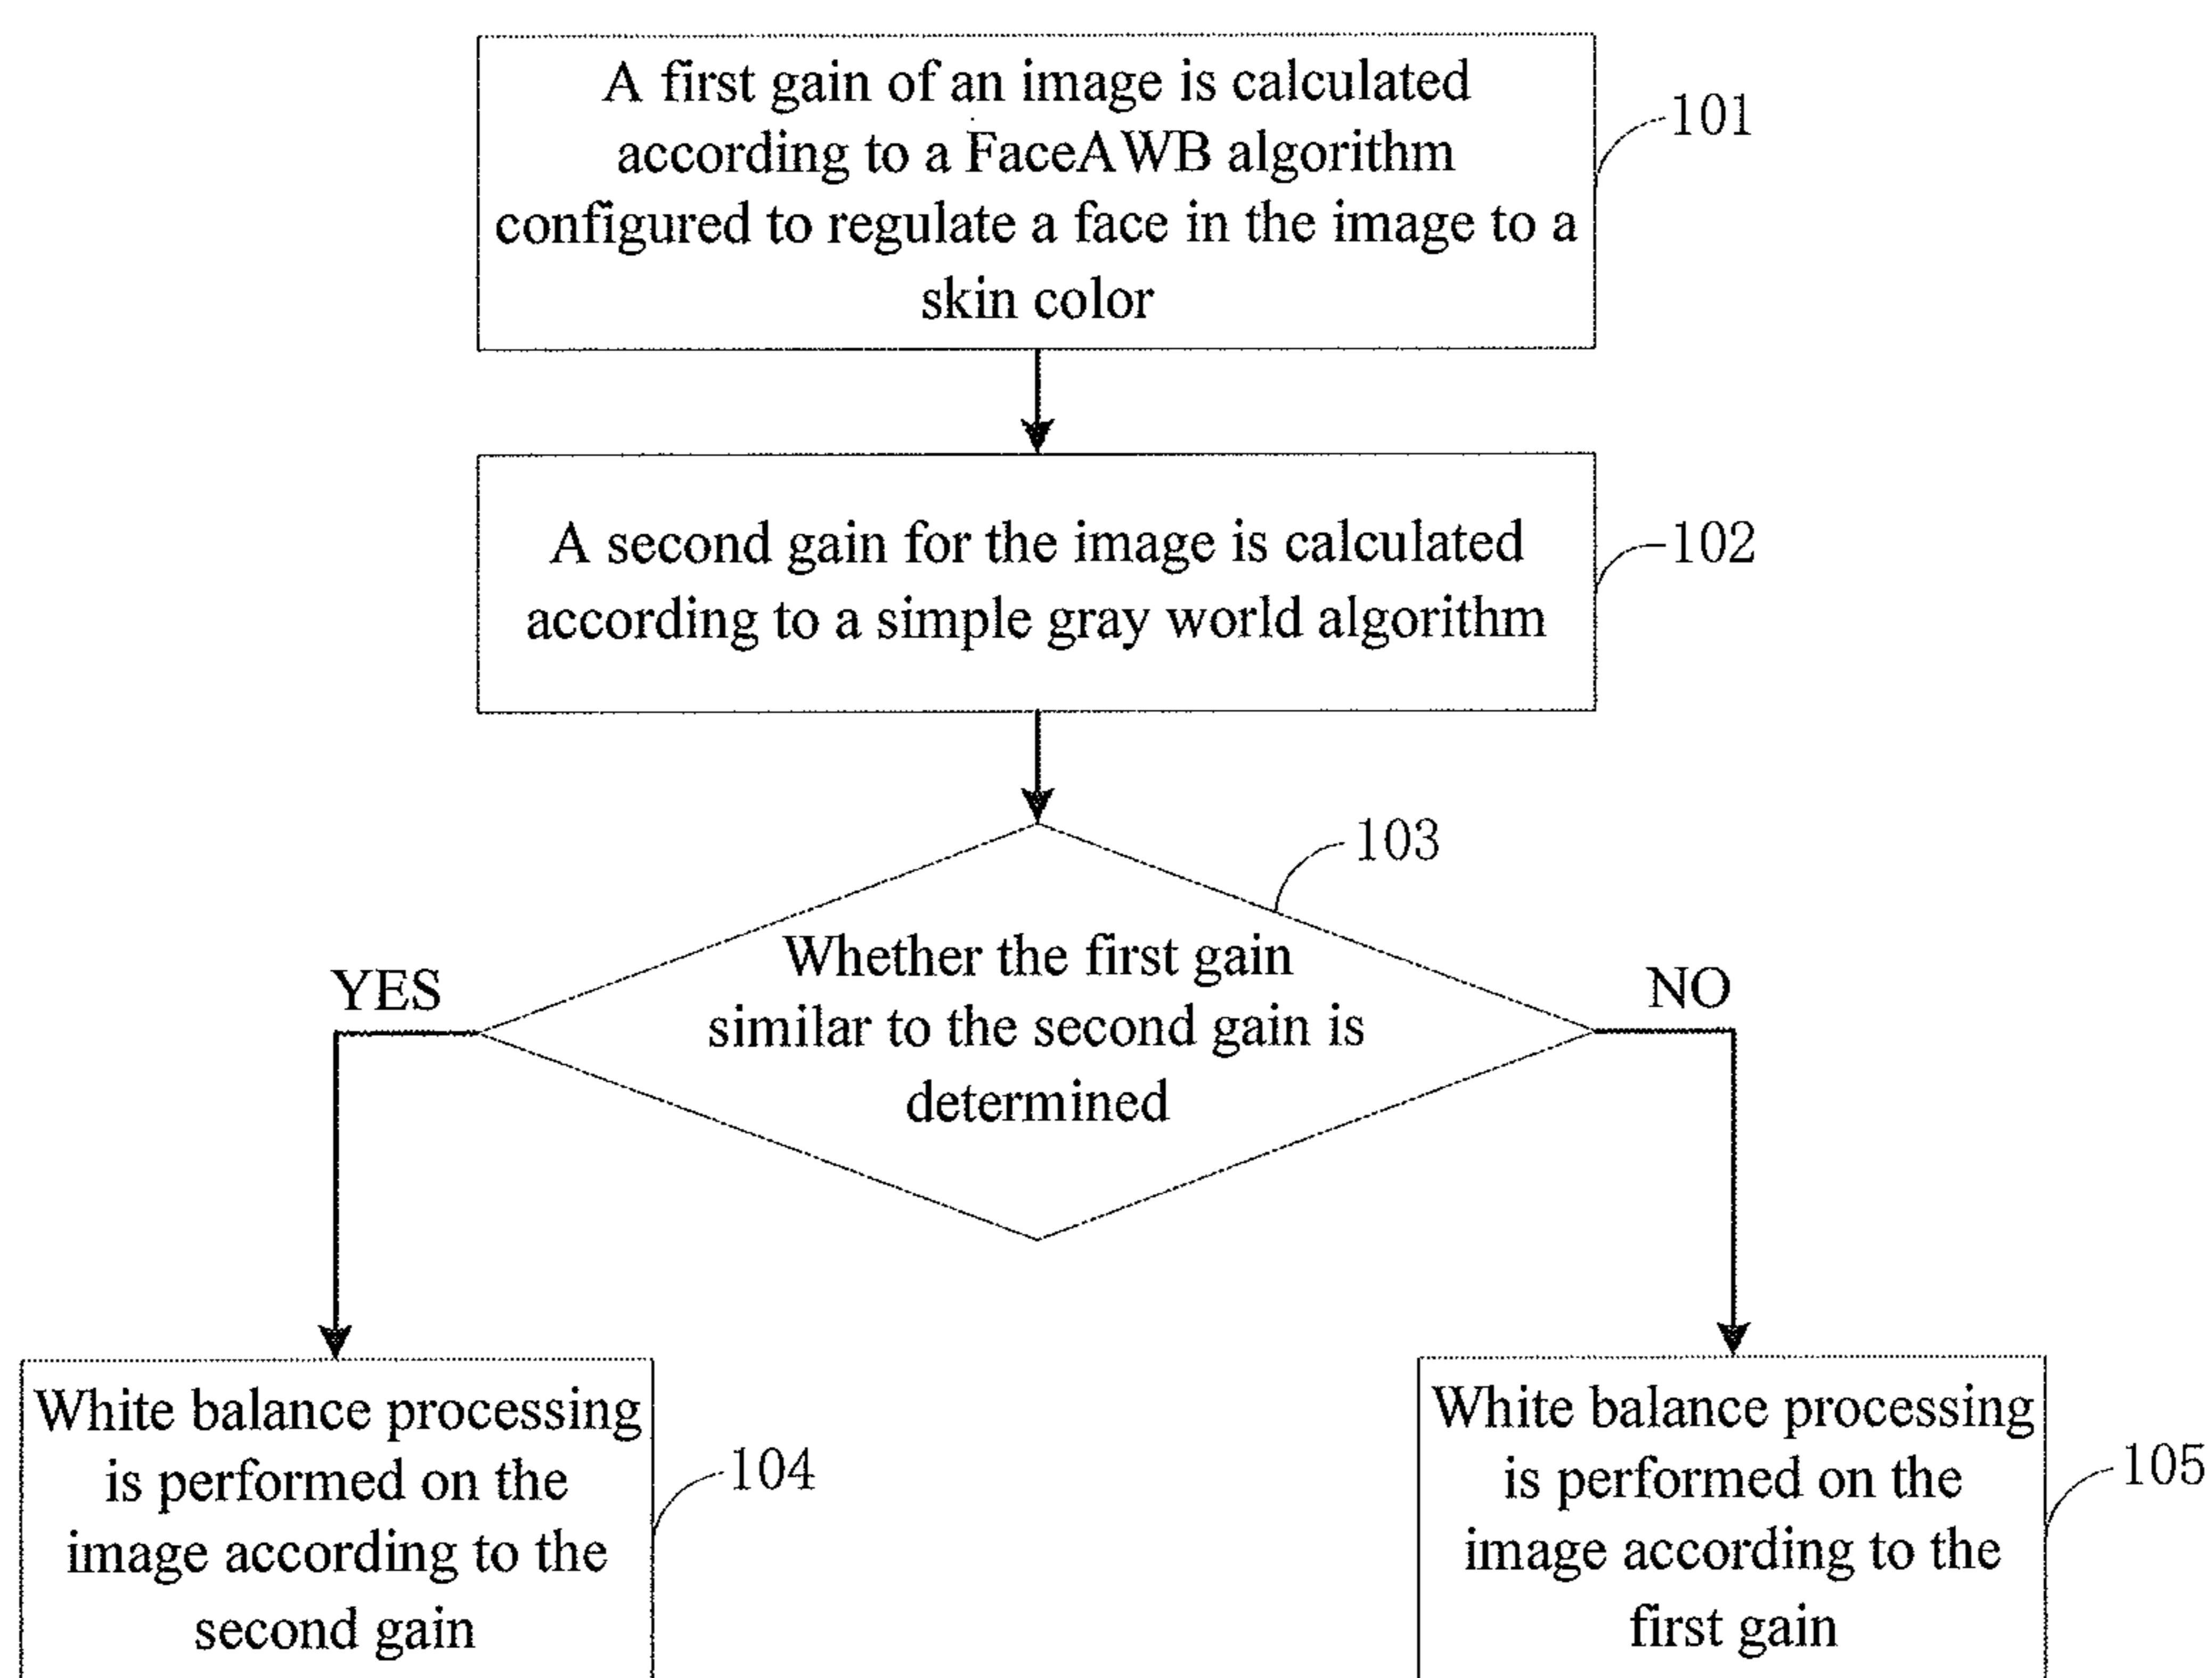 A first gain of an image is calculated
according to a FaceAWB algorithm
configured to regulate a face in the image to a
skin color
101
A second gain for the image is calculated
according to a simple gray world algorithm
102
103
Whether the first gain
similar to the second gain is
determined
YES
NO
White balance processing
is performed on the
image according to the
second gain
104
White balance processing
is performed on the
image according to the
first gain
105